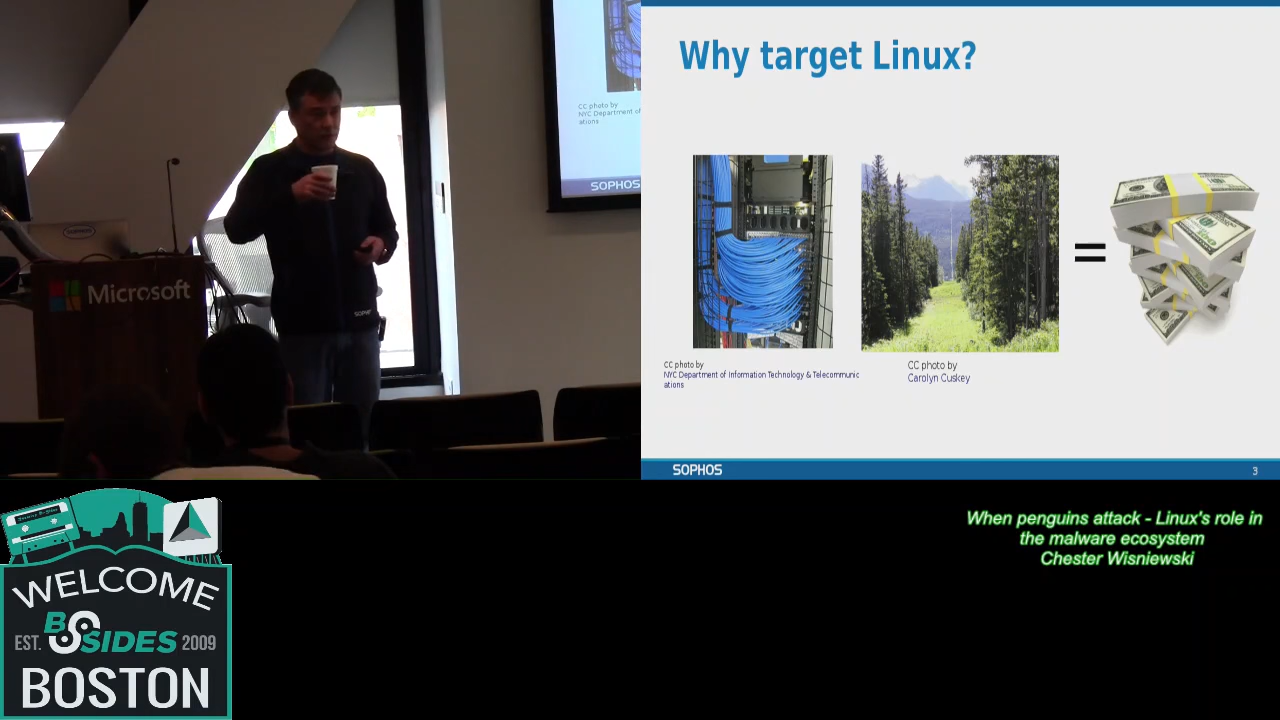 CC photo by
NYC Department of
ations
SOPHOS
Microsoft
SOPHOS
Why target Linux?
CC photo by
NYC Department of Information Technology & Telecommunic
ations
CC photo by
Carolyn Cuskey
=
SOPHOS
3
When penguins attack - Linux's role in
the malware ecosystem
Chester Wisniewski
WELCOME
BSIDES
EST. 2009
BOSTON